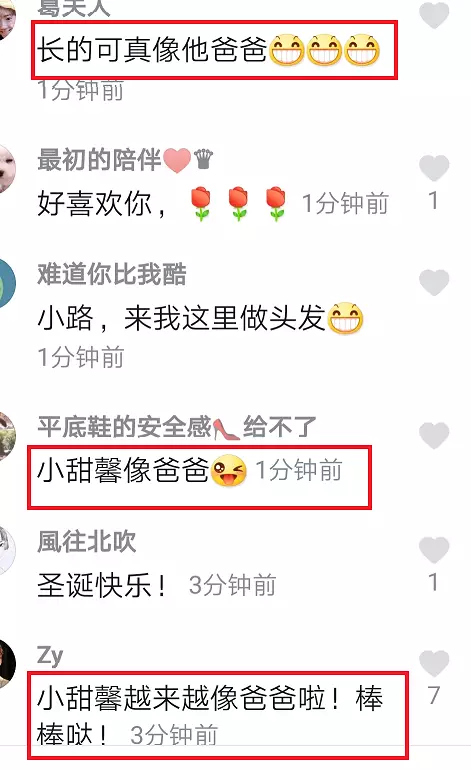 葛夫人
长的可真像他爸爸😁😁😁
1分钟前
最初的陪伴❤️♛
好喜欢你，🌹🌹🌹 1分钟前
1
难道你比我酷
小路，来我这里做头发😁
1分钟前
平底鞋的安全感👠给不了
小甜馨像爸爸😜 1分钟前
風往北吹
圣诞快乐！ 3分钟前
1
Zy
小甜馨越来越像爸爸啦！棒
7
棒哒！ 3分钟前